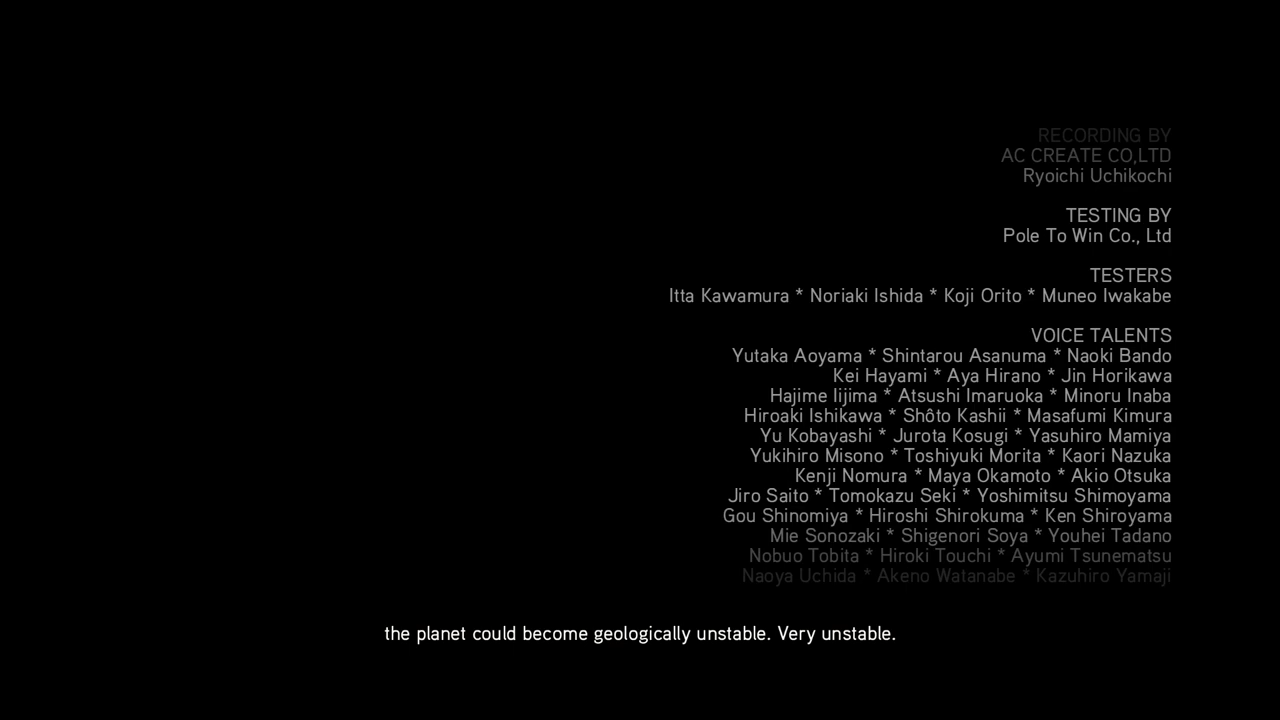 RECORDING BY
AC CREATE CO,LTD
Ryoichi Uchikochi
TESTING BY
Pole To Win Co., Ltd
TESTERS
Itta Kawamura * Noriaki Ishida * Koji Orito * Muneo Iwakabe
VOICE TALENTS
Yutaka Aoyama * Shintarou Asanuma * Naoki Bando
Kei Hayami * Aya Hirano * Jin Horikawa
Hajime Iijima * Atsushi Imaruoka * Minoru Inaba
Hiroaki Ishikawa * Shôto Kashii * Masafumi Kimura
Yu Kobayashi * Jurota Kosugi * Yasuhiro Mamiya
Yukihiro Misono * Toshiyuki Morita * Kaori Nazuka
Kenji Nomura * Maya Okamoto * Akio Otsuka
Jiro Saito * Tomokazu Seki * Yoshimitsu Shimoyama
Gou Shinomiya * Hiroshi Shirokuma * Ken Shiroyama
Mie Sonozaki * Shigenori Soya * Youhei Tadano
Nobuo Tobita * Hiroki Touchi * Ayumi Tsunematsu
Naoya Uchida * Akeno Watanabe * Kazuhiro Yamaji
the planet could become geologically unstable. Very unstable.